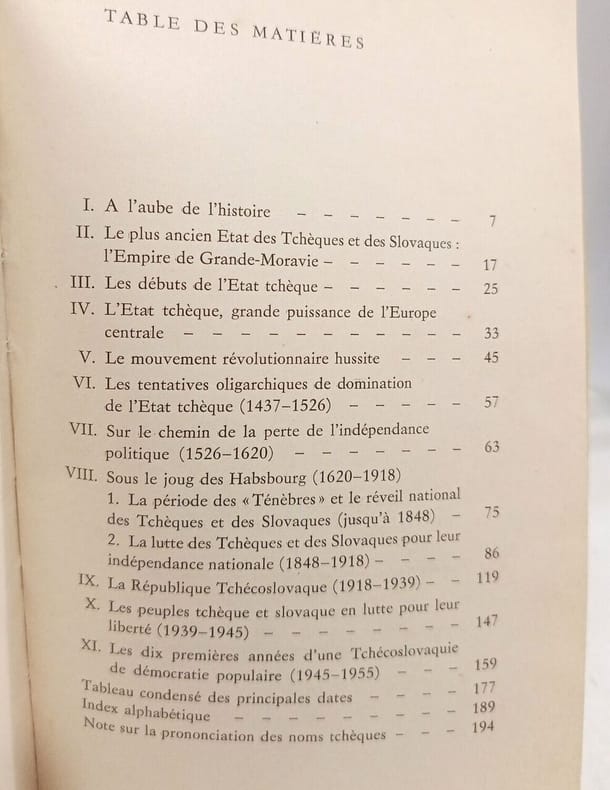 TABLE DES MATIÈRES
I. A l'aube de l'histoire – – – – – – – 7
II. Le plus ancien Etat des Tchèques et des Slovaques :
l'Empire de Grande-Moravie – – – – – – 17
III. Les débuts de l'Etat tchèque – – – – – – 25
IV. L'Etat tchèque, grande puissance de l'Europe
centrale – – – – – – – – – – – 33
V. Le mouvement révolutionnaire hussite – – – 45
VI. Les tentatives oligarchiques de domination
de l'Etat tchèque (1437–1526) – – – – – 57
VII. Sur le chemin de la perte de l'indépendance
politique (1526–1620) – – – – – – – 63
VIII. Sous le joug des Habsbourg (1620–1918)
1. La période des « Ténèbres » et le réveil national
des Tchèques et des Slovaques (jusqu'à 1848) – 75
2. La lutte des Tchèques et des Slovaques pour leur
indépendance nationale (1848–1918) – – – – 86
IX. La République Tchécoslovaque (1918–1939) – – 119
X. Les peuples tchèque et slovaque en lutte pour leur
liberté (1939–1945) – – – – – – – – 147
XI. Les dix premières années d'une Tchécoslovaquie
de démocratie populaire (1945–1955) – – – 159
Tableau condensé des principales dates – – – – 177
Index alphabétique – – – – – – – – – 189
Note sur la prononciation des noms tchèques – – – 194